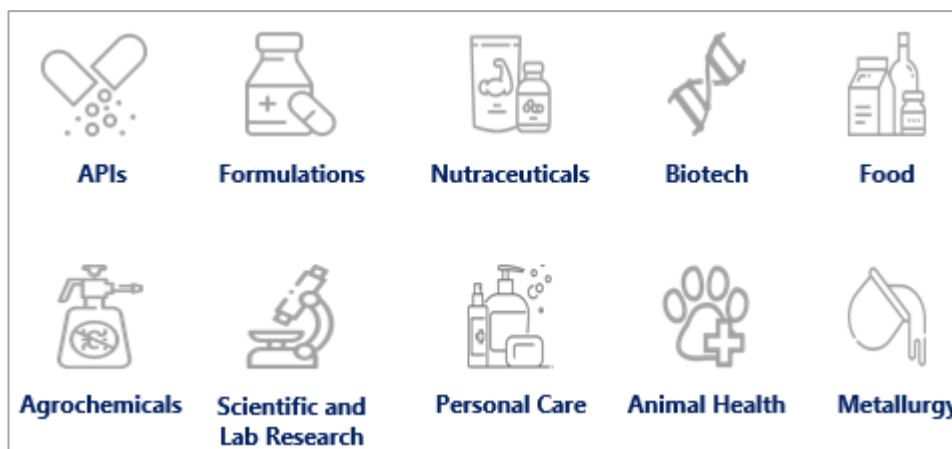 APIs
Formulations
Nutraceuticals
Biotech
Food
Agrochemicals
Scientific and
Lab Research
Personal Care
Animal Health
Metallurgy